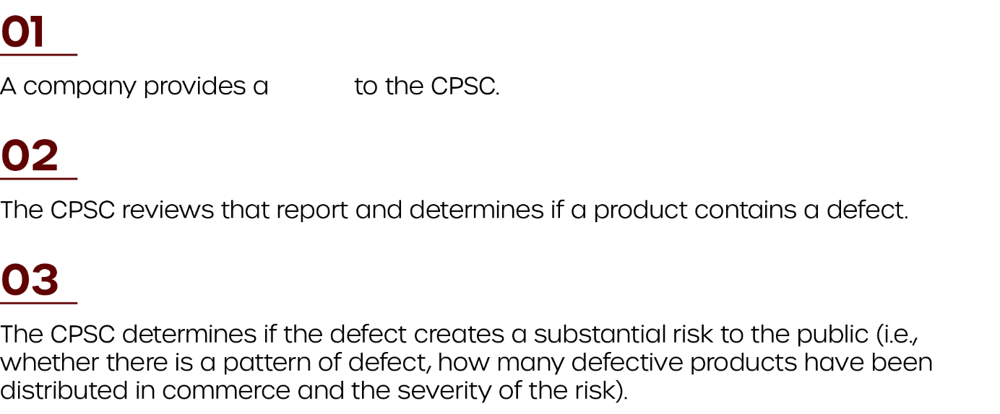 01
A company provides a to the CPSC.
02
The CPSC reviews that report and determines if a product contains a defect.
03
The CPSC determines if the defect creates a substantial risk to the public (i.e.,
whether there is a pattern of defect, how many defective products have been
distributed in commerce and the severity of the risk).